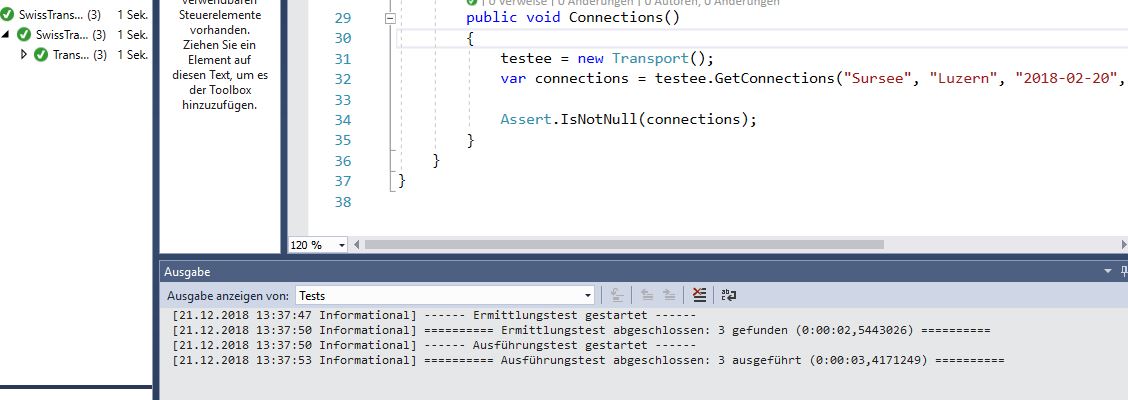 SwissTra... (3) 1 Sek.
SwissTra... (3) 1 Sek.
Trans... (3) 1 Sek.
verwendbaren
Steuerelemente
vorhanden.
Ziehen Sie ein
Element auf
diesen Text, um es
der Toolbox
hinzuzufügen.
| 0 Verweise | 0 Änderungen | 0 Autoren, 0 Änderungen
29 public void Connections()
30 {
31 testee = new Transport();
32 var connections = testee.GetConnections("Sursee", "Luzern", "2018-02-20",
33
34 Assert.IsNotNull(connections);
35 }
36 }
37 }
38
120 %
Ausgabe
Ausgabe anzeigen von: Tests
[21.12.2018 13:37:47 Informational] ------ Ermittlungstest gestartet ------
[21.12.2018 13:37:50 Informational] ========== Ermittlungstest abgeschlossen: 3 gefunden (0:00:02,5443026) ==========
[21.12.2018 13:37:50 Informational] ------ Ausführungstest gestartet ------
[21.12.2018 13:37:53 Informational] ========== Ausführungstest abgeschlossen: 3 ausgeführt (0:00:03,4171249) ==========